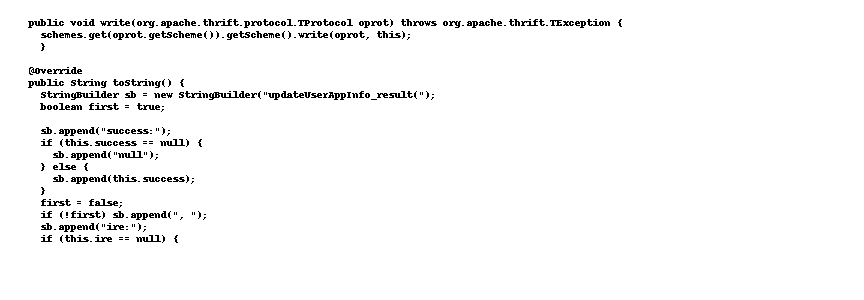 public void write(org.apache.thrift.protocol.TProtocol oprot) throws org.apache.thrift.TException {
  schemes.get(oprot.getScheme()).getScheme().write(oprot, this);
  }

@Override
public String toString() {
  StringBuilder sb = new StringBuilder("updateUserAppInfo_result(");
  boolean first = true;

  sb.append("success:");
  if (this.success == null) {
    sb.append("null");
  } else {
    sb.append(this.success);
  }
  first = false;
  if (!first) sb.append(", ");
  sb.append("ire:");
  if (this.ire == null) {